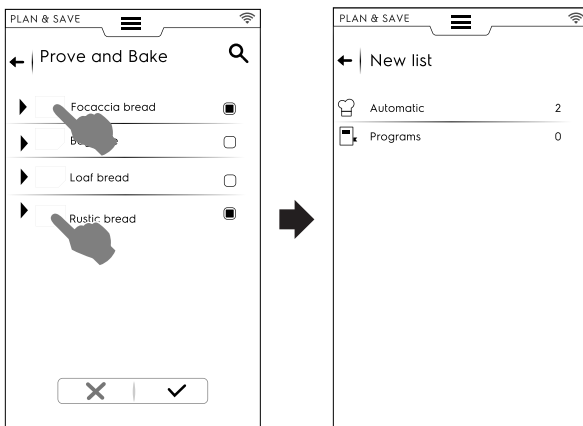 PLAN & SAVE
Prove and Bake
Focaccia bread
Loaf bread
Rustic bread
PLAN & SAVE
New list
Automatic 2
Programs 0